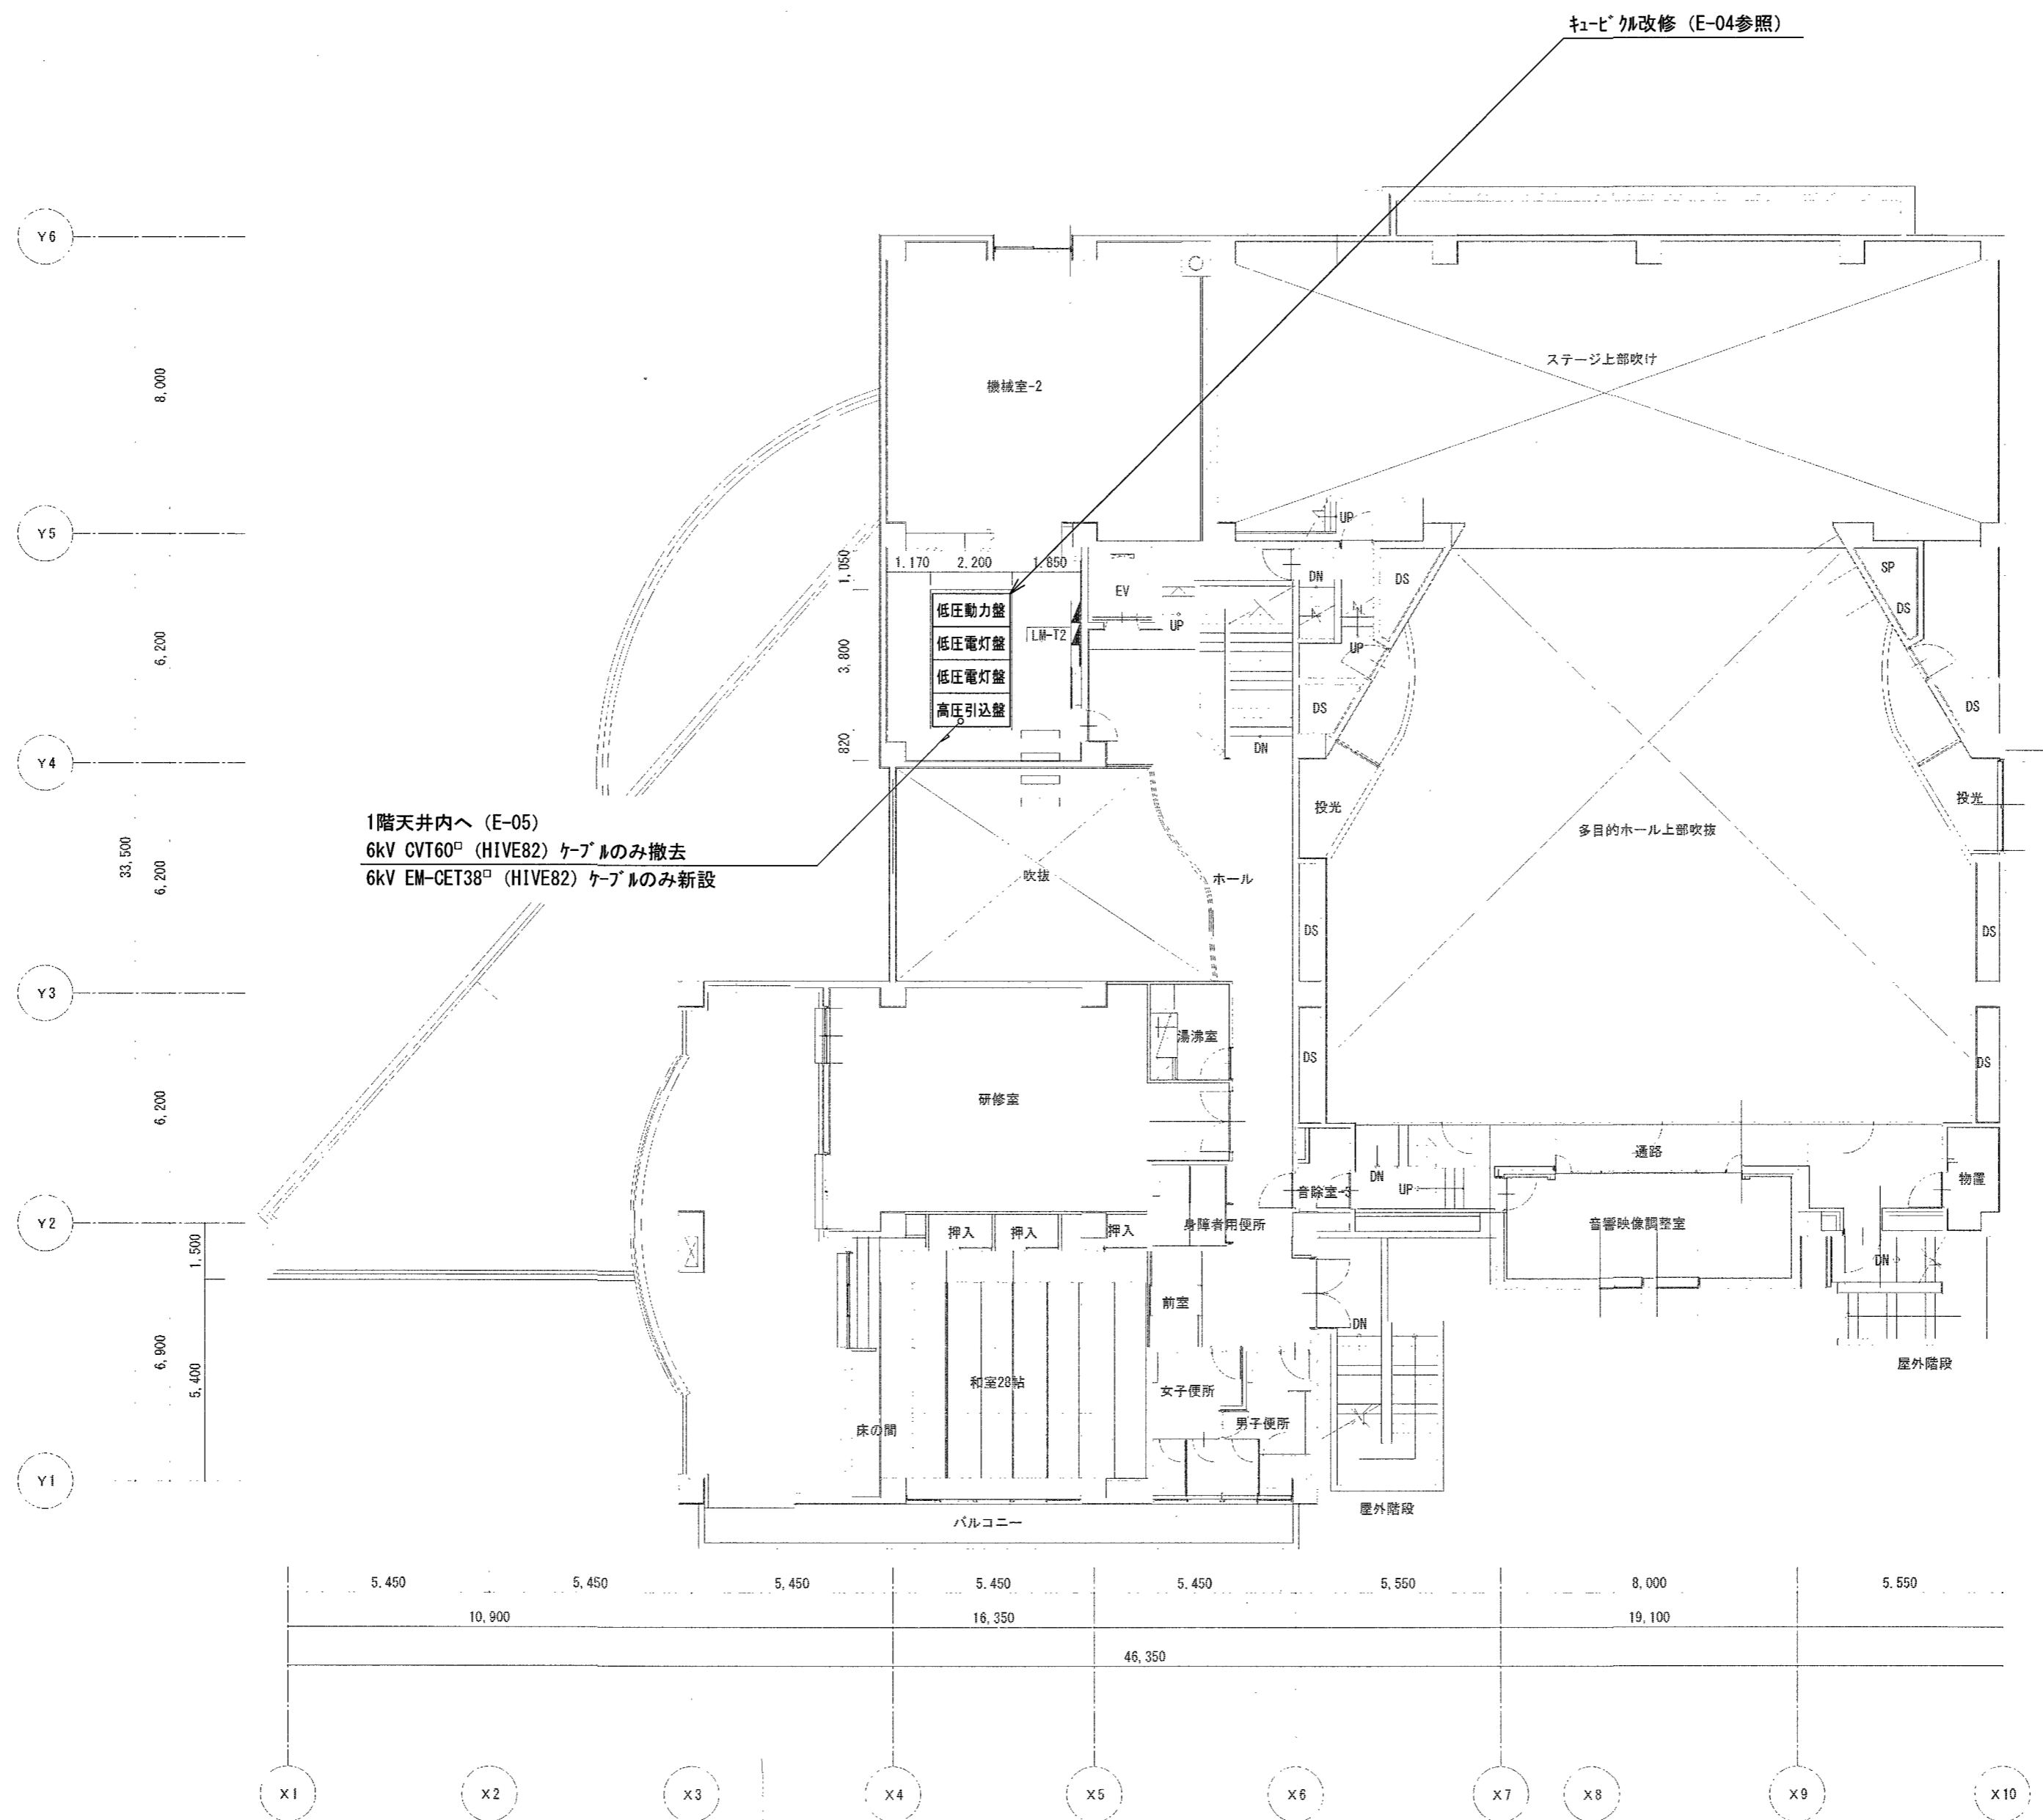 ｷｭｰﾋﾞｸﾙ改修（E-04参照）
Y6
8,000
機械室-2
ステージ上部吹け
Y5
UP
1,050
1,170
2,200
1,850
EV
DN
DS
SP
DS
低圧動力盤
LM-T2
UP
6,200
3,800
低圧電灯盤
UP
低圧電灯盤
高圧引込盤
DS
DS
820
DN
Y4
1階天井内へ（E-05）
6kV CVT60□（HIVE82）ｹｰﾌﾞﾙのみ撤去
6kV EM-CET38□（HIVE82）ｹｰﾌﾞﾙのみ新設
投光
投光
多目的ホール上部吹抜
33,500
6,200
吹抜
ホール
DS
DS
Y3
湯沸室
DS
DS
6,200
研修室
通路
DN
UP
音除室-3
物置
Y2
押入
押入
押入
身障者用便所
音響映像調整室
1,500
DN
前室
DN
6,900
5,400
和室28帖
女子便所
屋外階段
床の間
男子便所
Y1
屋外階段
バルコニー
5,450
5,450
5,450
5,450
5,450
5,550
8,000
5,550
10,900
16,350
19,100
46,350
X1
X2
X3
X4
X5
X6
X7
X8
X9
X10